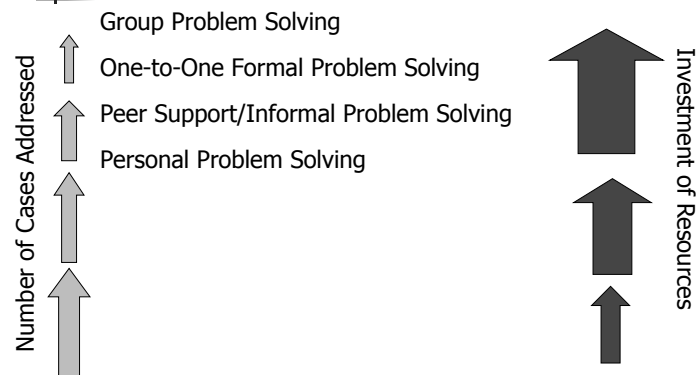 Group Problem Solving
One-to-One Formal Problem Solving
Peer Support/Informal Problem Solving
Personal Problem Solving
Number of Cases Addressed
Investment of Resources